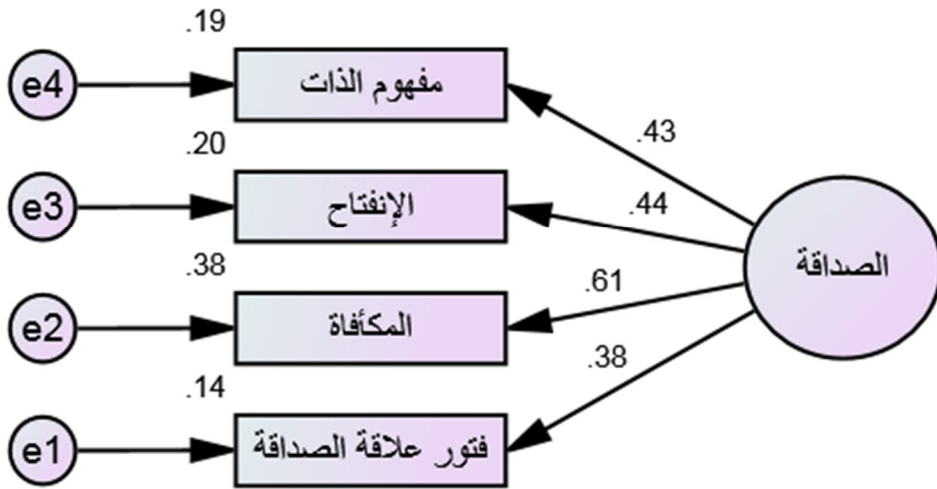 .19
e4
مفهوم الذات
.43
.20
e3
الإنفتاح
.44
الصداقة
.38
e2
المكأفاة
.61
.14
e1
فتور علاقة الصداقة
.38